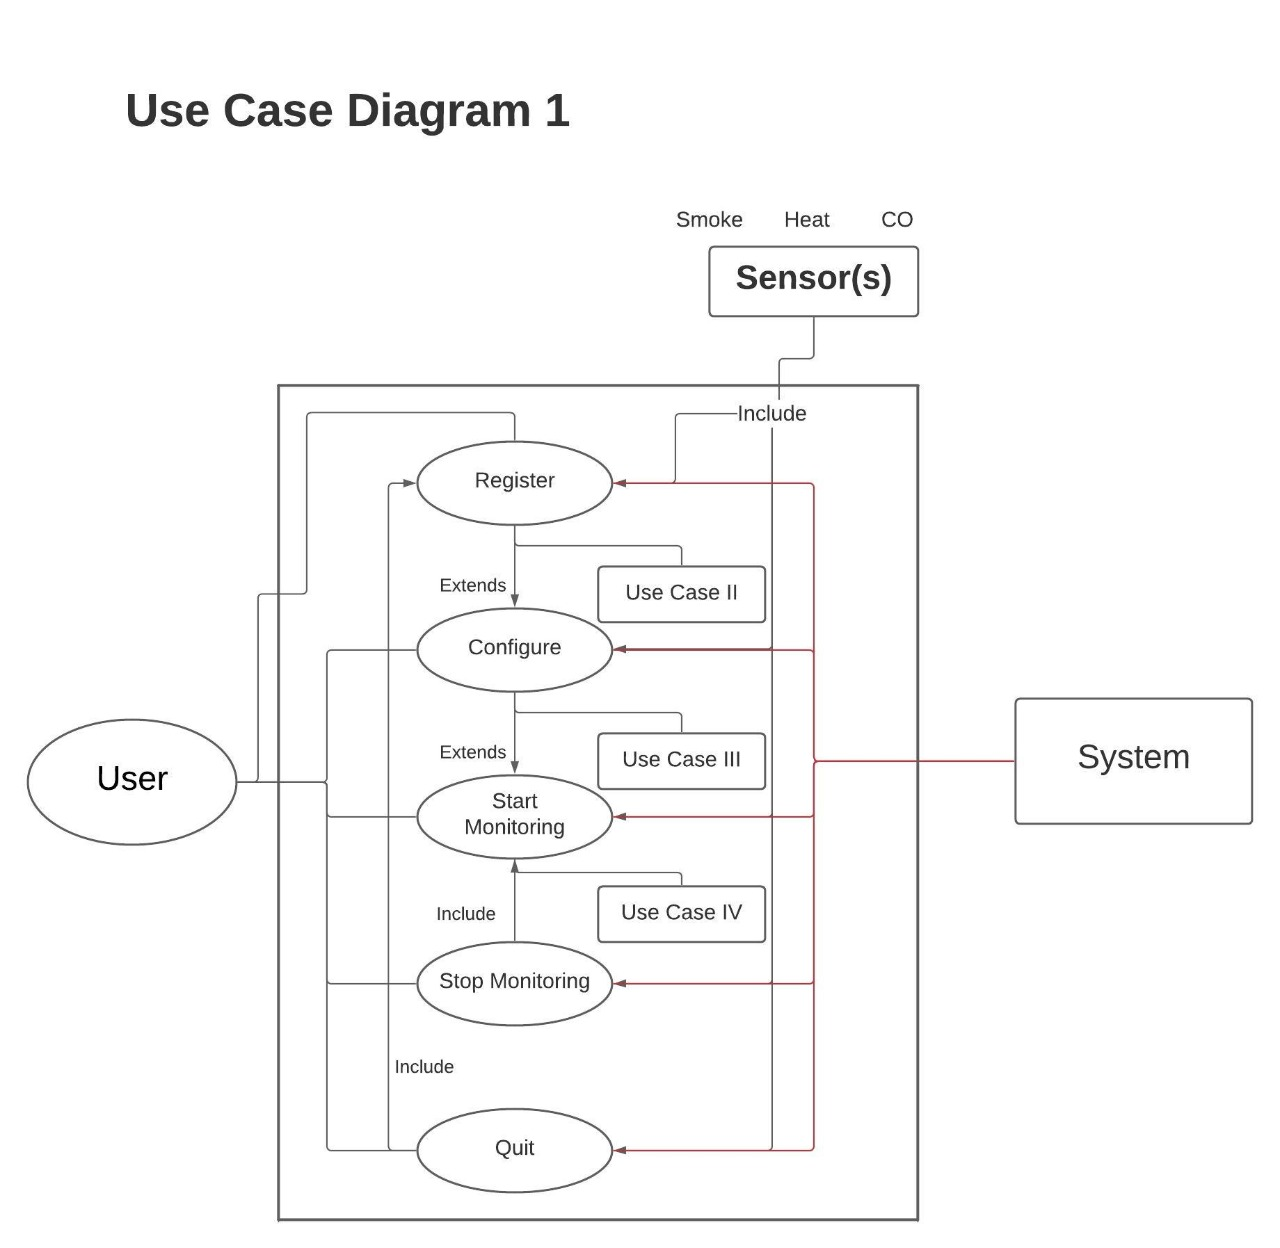 Use Case Diagram 1
Smoke Heat CO
Sensor(s)
Include
Register
Extends
Use Case II
Configure
Extends
Use Case III
User
System
Start
Monitoring
Include
Use Case IV
Stop Monitoring
Include
Quit